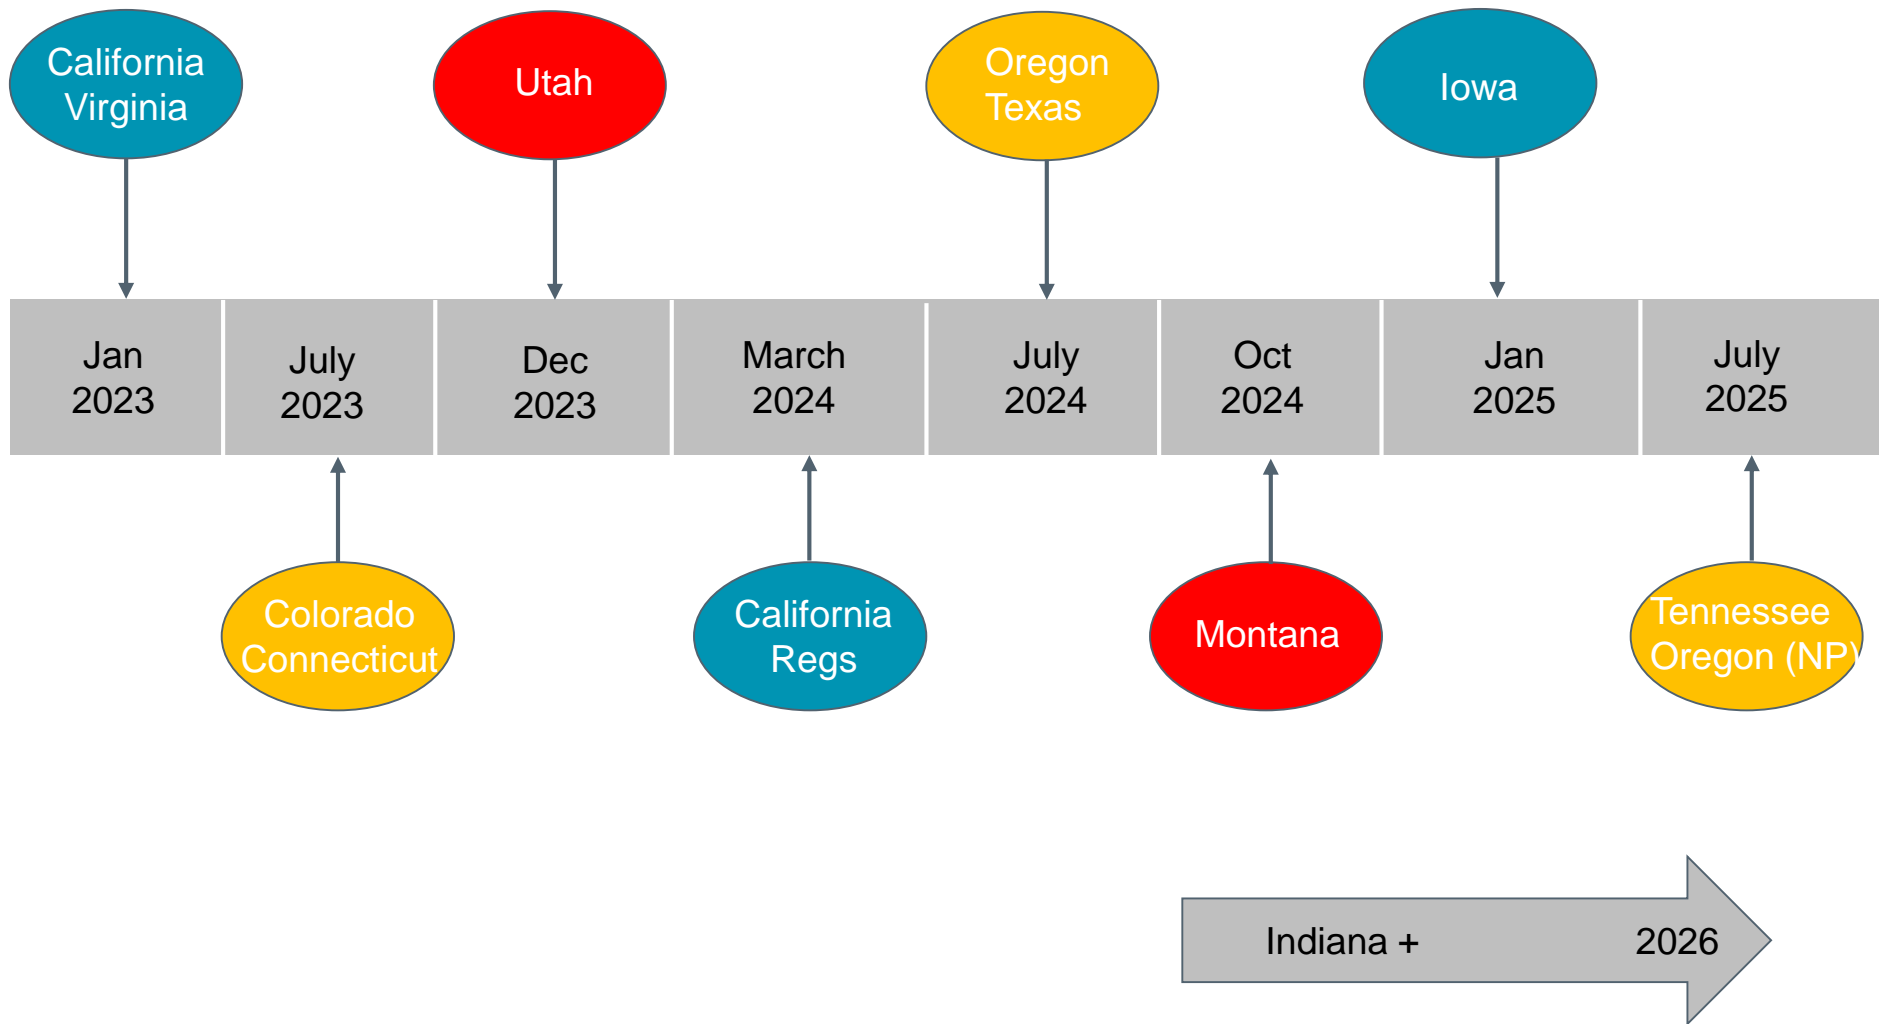 California
Virginia
Utah
Oregon
Texas
Iowa
Jan
2023
July
2023
Dec
2023
March
2024
July
2024
Oct
2024
Jan
2025
July
2025
Colorado
Connecticut
California
Regs
Montana
Tennessee
Oregon (NP)
Indiana + 2026